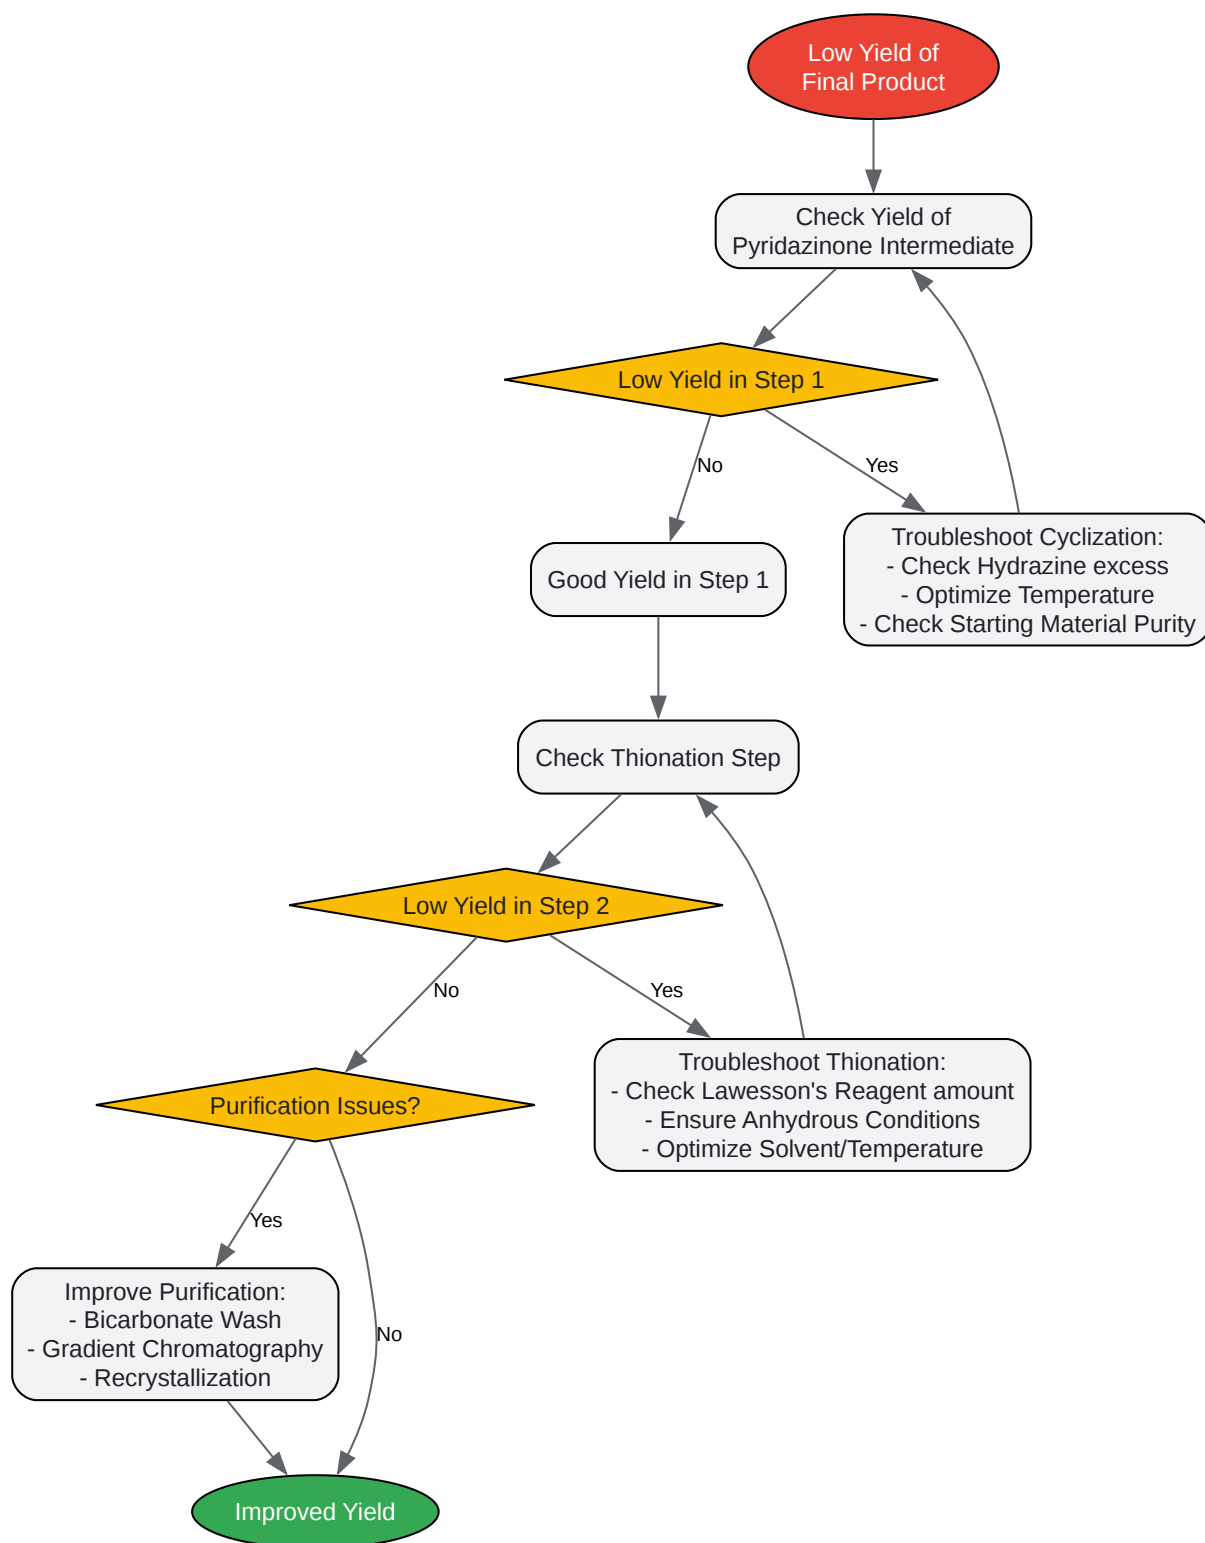 Low Yield of
Final Product
Check Yield of
Pyridazinone Intermediate
Low Yield in Step 1
No
Yes
Troubleshoot Cyclization:
- Check Hydrazine excess
- Optimize Temperature
- Check Starting Material Purity
Good Yield in Step 1
Check Thionation Step
Low Yield in Step 2
No
Yes
Troubleshoot Thionation:
- Check Lawesson's Reagent amount
- Ensure Anhydrous Conditions
- Optimize Solvent/Temperature
Purification Issues?
Yes
No
Improve Purification:
- Bicarbonate Wash
- Gradient Chromatography
- Recrystallization
Improved Yield